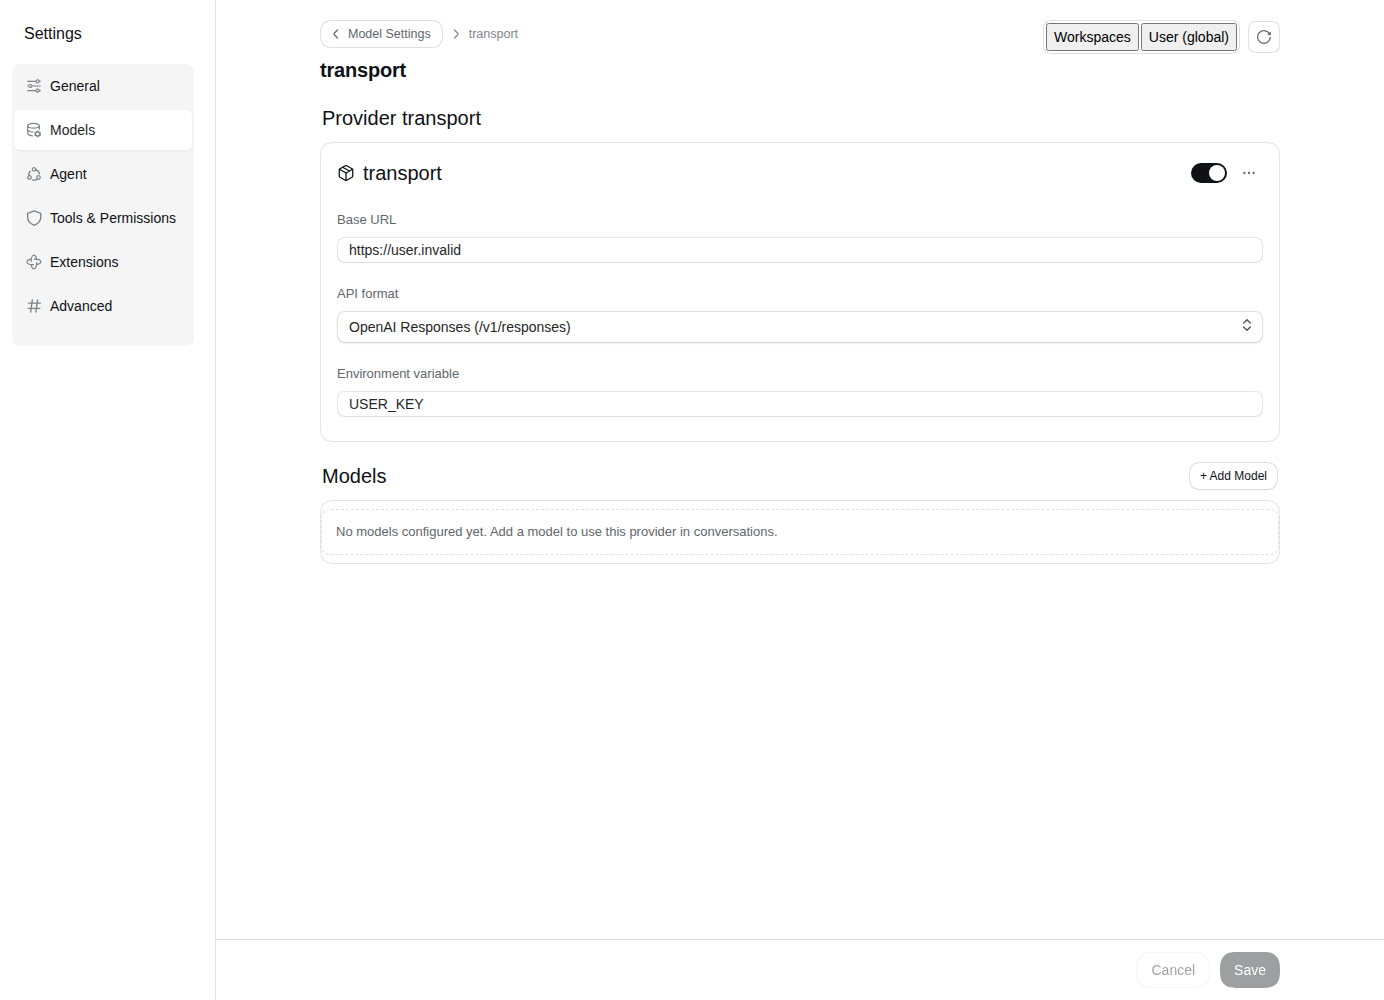 Settings
General
Models
Agent
Tools & Permissions
Extensions
Advanced
Model Settings
transport
Workspaces
User (global)
transport
Provider transport
transport
Base URL
https://user.invalid
API format
OpenAI Responses (/v1/responses)
Environment variable
USER_KEY
Models
+ Add Model
No models configured yet. Add a model to use this provider in conversations.
Cancel
Save